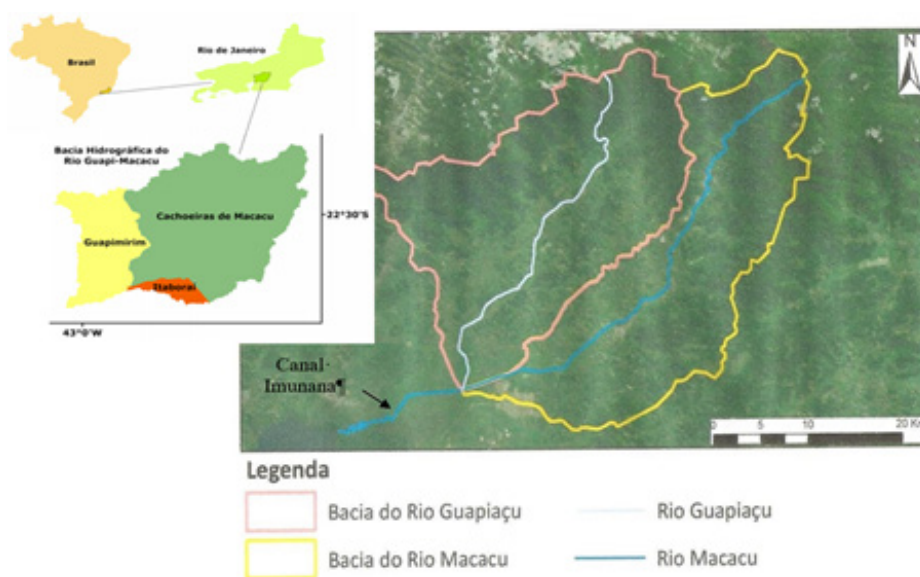 Brasil
Rio de Janeiro
Bacia Hidrográfica do
Rio Guapi-Macacu
Guapimirim
Cachoeiras de Macacu
Itaboraí
22°30'S
43°0'W
N
Canal·
Imunana¶
0 5 10 20 Km
Legenda
Bacia do Rio Guapiaçu
Rio Guapiaçu
Bacia do Rio Macacu
Rio Macacu